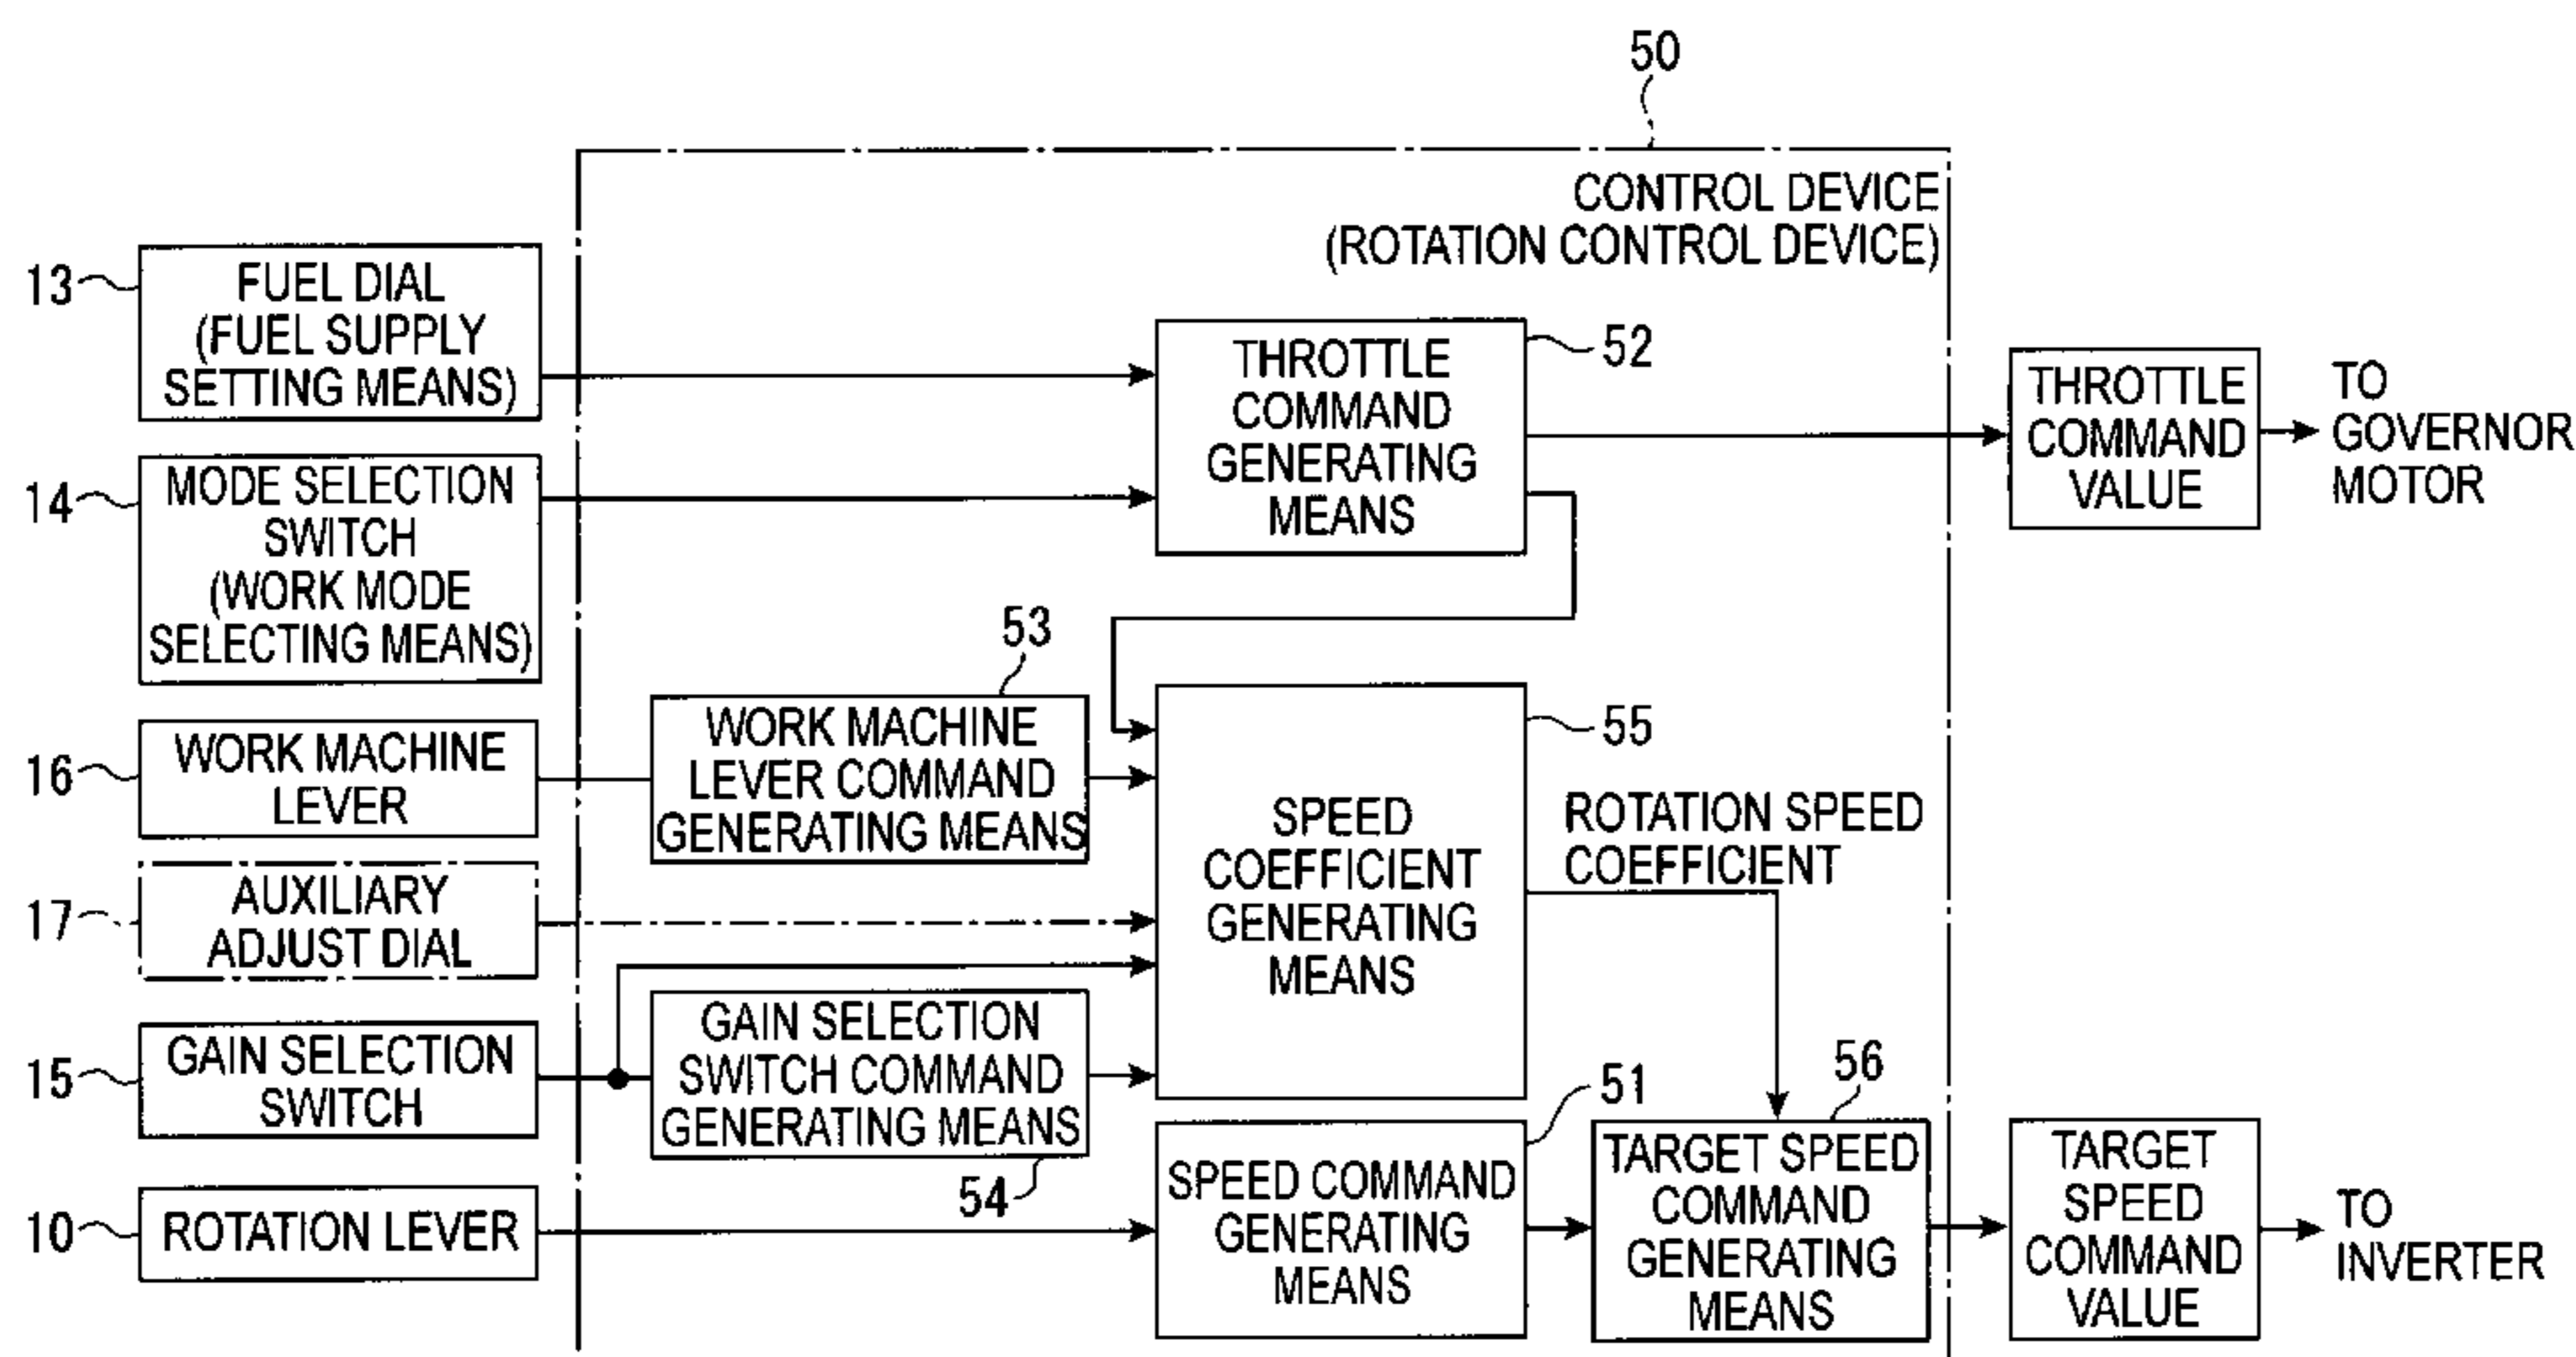 50
CONTROL DEVICE
(ROTATION CONTROL DEVICE)
13
FUEL DIAL
(FUEL SUPPLY
SETTING MEANS)
52
THROTTLE
COMMAND
GENERATING
MEANS
THROTTLE
COMMAND
VALUE
TO
GOVERNOR
MOTOR
14
MODE SELECTION
SWITCH
(WORK MODE
SELECTING MEANS)
53
16
WORK MACHINE
LEVER
WORK MACHINE
LEVER COMMAND
GENERATING MEANS
55
SPEED
COEFFICIENT
GENERATING
MEANS
ROTATION SPEED
COEFFICIENT
17
AUXILIARY
ADJUST DIAL
15
GAIN SELECTION
SWITCH
GAIN SELECTION
SWITCH COMMAND
GENERATING MEANS
54
51
56
10
ROTATION LEVER
SPEED COMMAND
GENERATING
MEANS
TARGET SPEED
COMMAND
GENERATING
MEANS
TARGET
SPEED
COMMAND
VALUE
TO
INVERTER